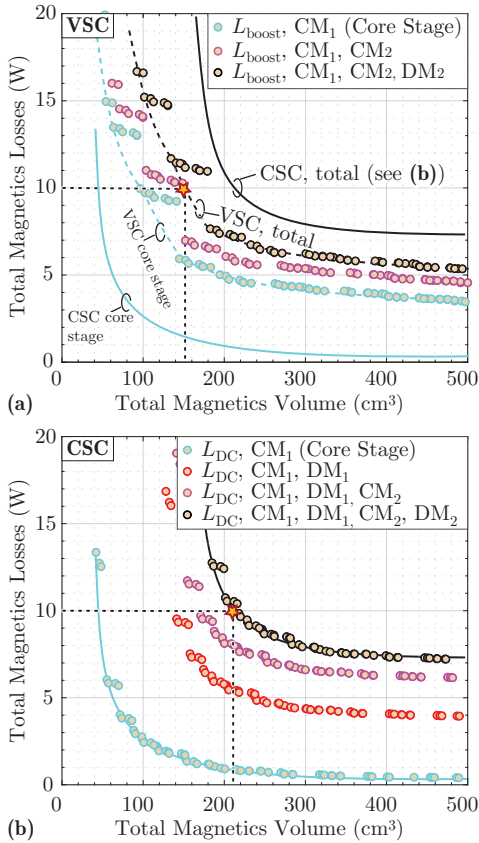 VSC
L_boost, CM_1 (Core Stage)
L_boost, CM_1, CM_2
L_boost, CM_1, CM_2, DM_2
CSC, total (see (b))
VSC, total
VSC core stage
CSC core
stage
Total Magnetics Losses (W)
20
15
10
5
0
0 100 200 300 400 500
(a) Total Magnetics Volume (cm³)
CSC
L_DC, CM_1 (Core Stage)
L_DC, CM_1, DM_1
L_DC, CM_1, DM_1, CM_2
L_DC, CM_1, DM_1, CM_2, DM_2
Total Magnetics Losses (W)
20
15
10
5
0
0 100 200 300 400 500
(b) Total Magnetics Volume (cm³)